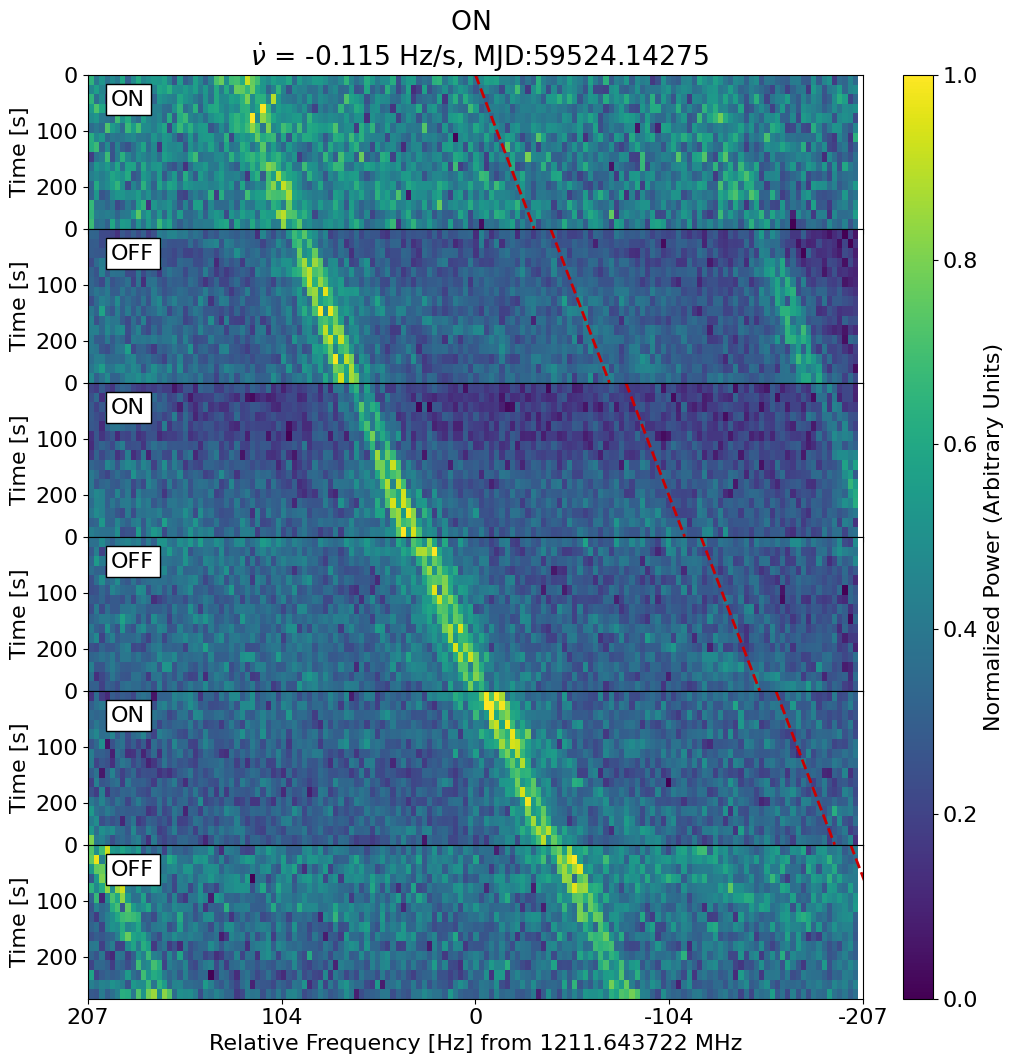 ON
ν̇ = -0.115 Hz/s, MJD:59524.14275
Time [s]
0
100
200
ON
Time [s]
0
100
200
OFF
Time [s]
0
100
200
ON
Time [s]
0
100
200
OFF
Time [s]
0
100
200
ON
Time [s]
0
100
200
OFF
207
104
0
-104
-207
Relative Frequency [Hz] from 1211.643722 MHz
1.0
0.8
0.6
0.4
0.2
0.0
Normalized Power (Arbitrary Units)